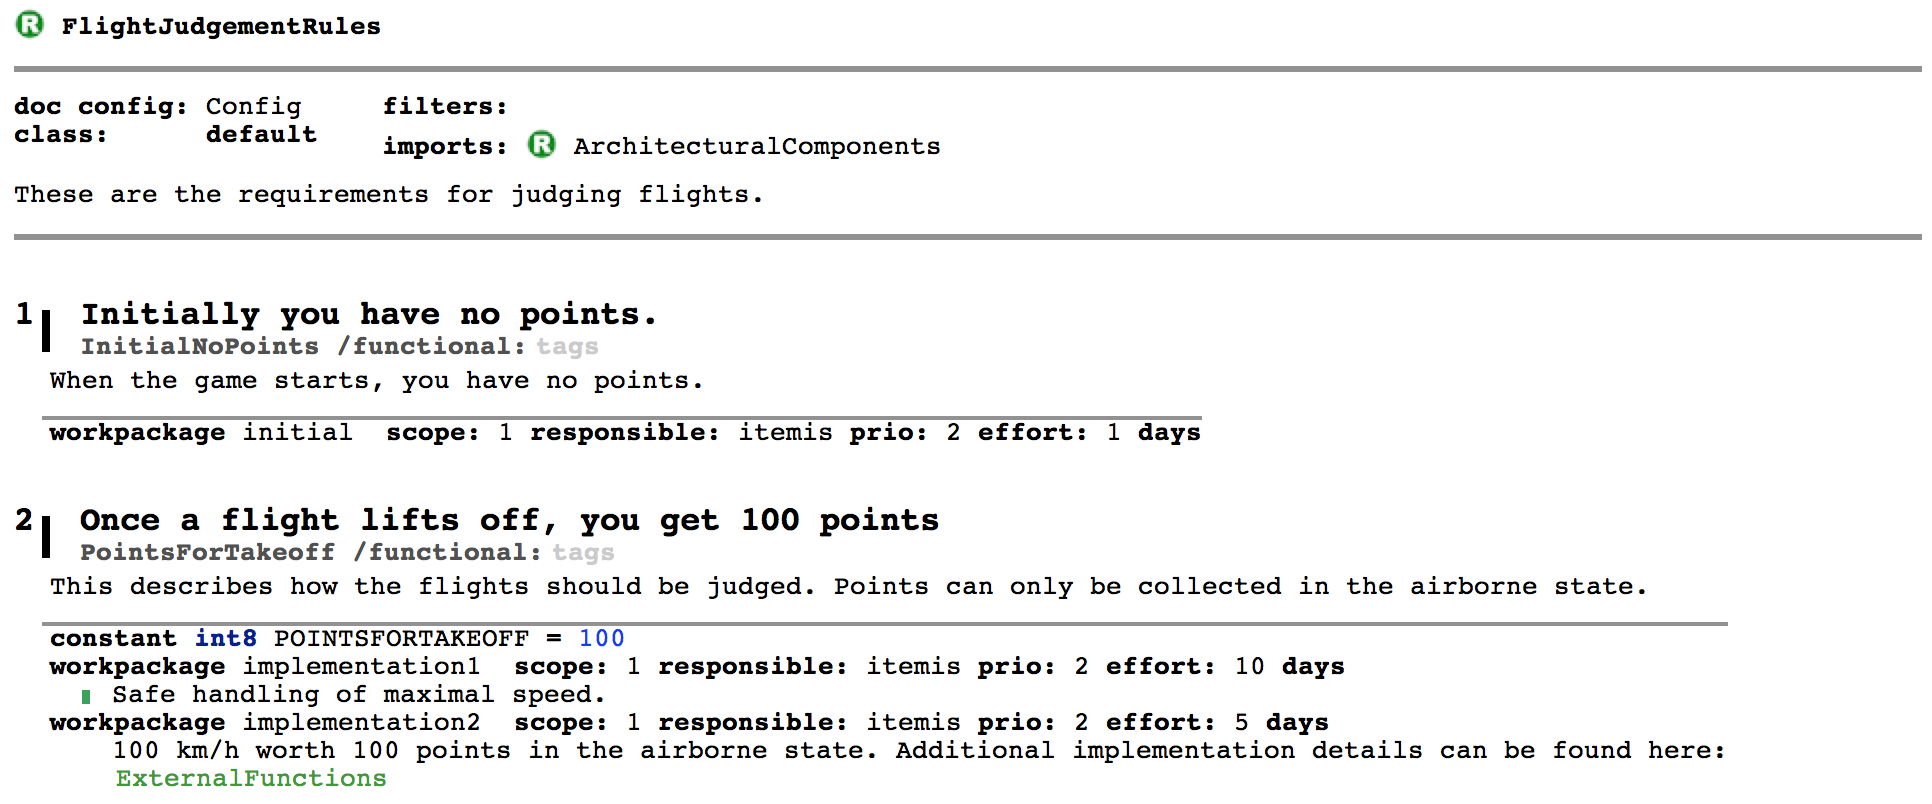 R FlightJudgementRules
doc config: Config filters:
class: default
imports: R ArchitecturalComponents
These are the requirements for judging flights.
1 Initially you have no points.
InitialNoPoints /functional: tags
When the game starts, you have no points.
workpackage initial scope: 1 responsible: itemis prio: 2 effort: 1 days
2 Once a flight lifts off, you get 100 points
PointsForTakeoff /functional: tags
This describes how the flights should be judged. Points can only be collected in the airborne state.
constant int8 POINTSFORTAKEOFF = 100
workpackage implementation1 scope: 1 responsible: itemis prio: 2 effort: 10 days
Safe handling of maximal speed.
workpackage implementation2 scope: 1 responsible: itemis prio: 2 effort: 5 days
100 km/h worth 100 points in the airborne state. Additional implementation details can be found here:
ExternalFunctions